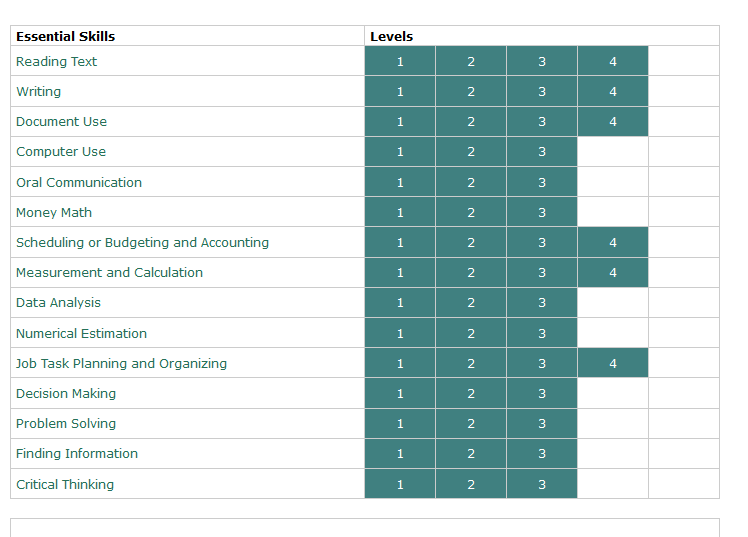 Essential Skills Levels
Reading Text 1 2 3 4
Writing 1 2 3 4
Document Use 1 2 3 4
Computer Use 1 2 3
Oral Communication 1 2 3
Money Math 1 2 3
Scheduling or Budgeting and Accounting 1 2 3 4
Measurement and Calculation 1 2 3 4
Data Analysis 1 2 3
Numerical Estimation 1 2 3
Job Task Planning and Organizing 1 2 3 4
Decision Making 1 2 3
Problem Solving 1 2 3
Finding Information 1 2 3
Critical Thinking 1 2 3